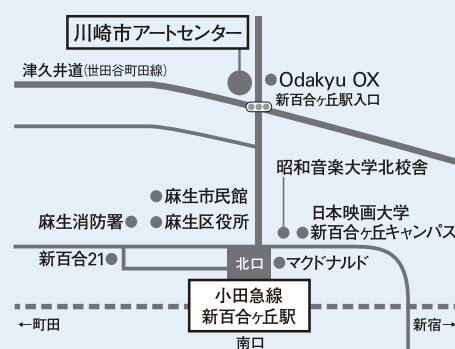 川崎市アートセンター
津久井道(世田谷町田線)
Odakyu OX
新百合ヶ丘駅入口
昭和音楽大学北校舎
麻生市民館
麻生消防署
麻生区役所
日本映画大学
新百合ヶ丘キャンパス
新百合21
北口
マクドナルド
小田急線
新百合ヶ丘駅
←町田
新宿→
南口